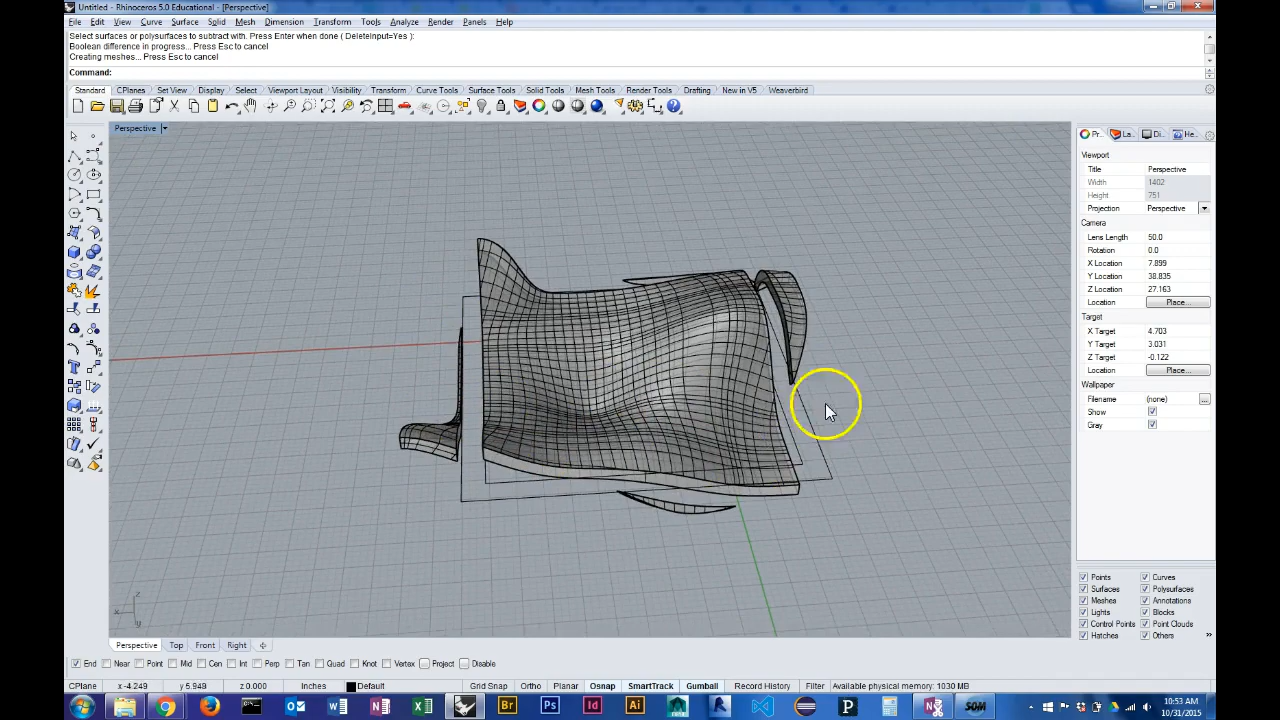 Untitled - Rhinoceros 5.0 Educational - [Perspective]
File Edit View Curve Surface Solid Mesh Dimension Transform Tools Analyze Render Panels Help
Select surfaces or polysurfaces to subtract with. Press Enter when done ( DeleteInput=Yes ):
Boolean difference in progress... Press Esc to cancel
Creating meshes... Press Esc to cancel
Command:
Standard CPlanes Set View Display Select Viewport Layout Visibility Transform Curve Tools Surface Tools Solid Tools Mesh Tools Render Tools Drafting New in V5 Weaverbird
Perspective
Pr... La... Di... He...
Viewport
Title Perspective
Width 1402
Height 751
Projection Perspective
Camera
Lens Length 50.0
Rotation 0.0
X Location 7.899
Y Location 38.835
Z Location 27.163
Location Place...
Target
X Target 4.703
Y Target 3.031
Z Target -0.122
Location Place...
Wallpaper
Filename (none) ...
Show
Gray
z
x
y
Points Curves
Surfaces Polysurfaces
Meshes Annotations
Lights Blocks
Control Points Point Clouds
Hatches Others »
Perspective Top Front Right
End Near Point Mid Cen Int Perp Tan Quad Knot Vertex Project Disable
CPlane x -4.249 y 5.949 z 0.000 Inches Default Grid Snap Ortho Planar Osnap SmartTrack Gumball Record History Filter Available physical memory: 1030 MB
Br Ps Id Ai P SOM
10:53 AM
10/31/2015